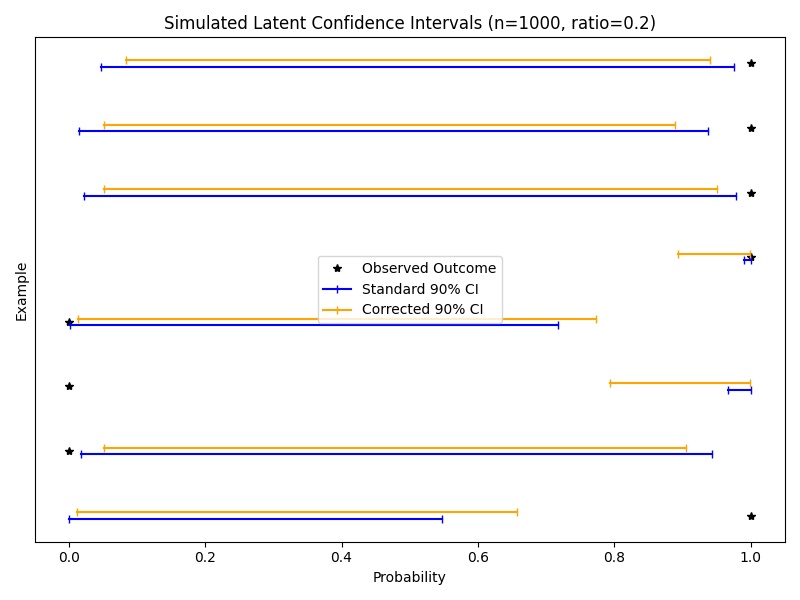 Simulated Latent Confidence Intervals (n=1000, ratio=0.2)
Example
Observed Outcome
Standard 90% CI
Corrected 90% CI
0.0 0.2 0.4 0.6 0.8 1.0
Probability